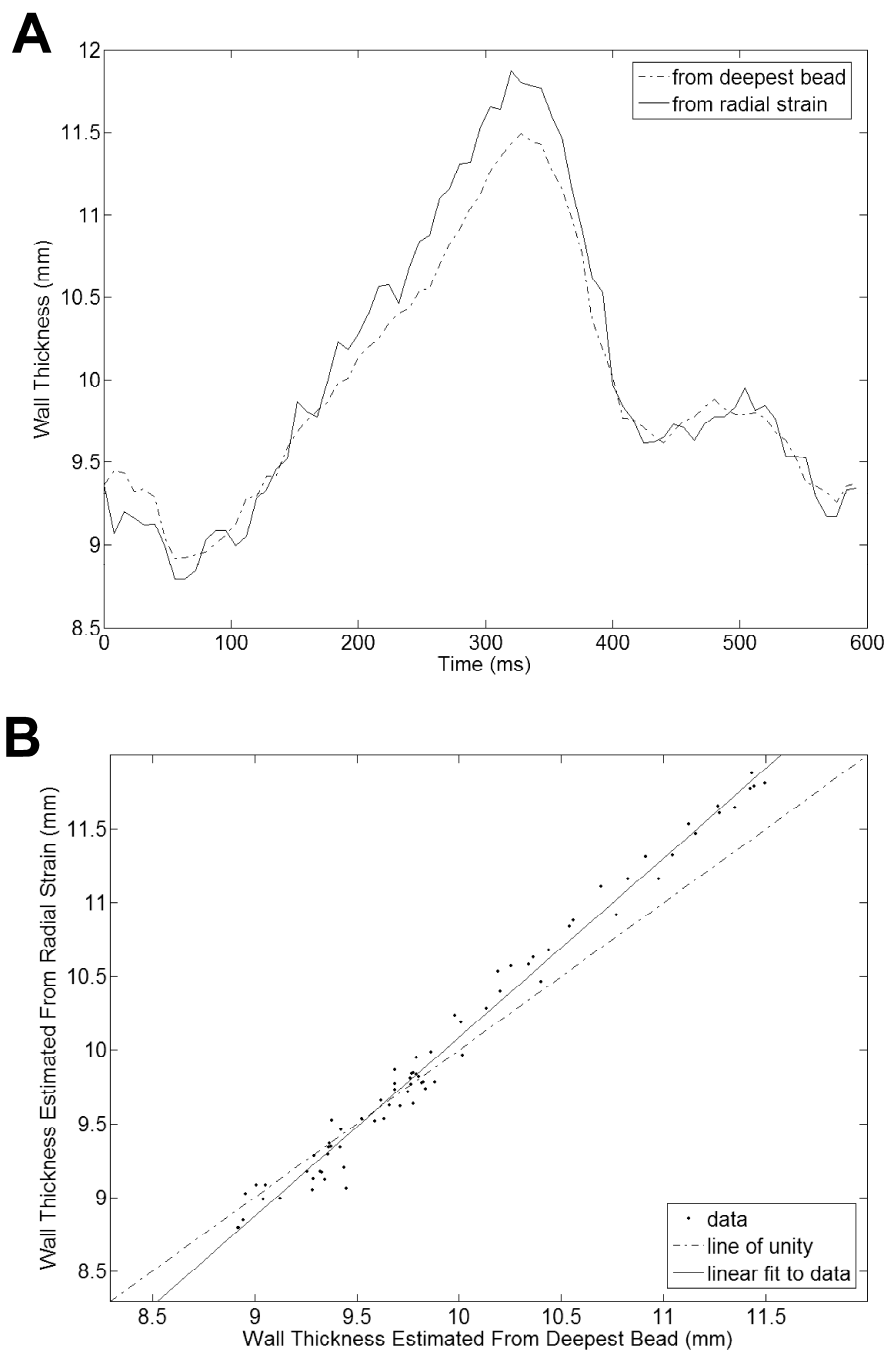 A
12
11.5
11
10.5
10
9.5
9
8.5
Wall Thickness (mm)
from deepest bead
from radial strain
0 100 200 300 400 500 600
Time (ms)
B
11.5
11
10.5
10
9.5
9
8.5
Wall Thickness Estimated From Radial Strain (mm)
data
line of unity
linear fit to data
8.5 9 9.5 10 10.5 11 11.5
Wall Thickness Estimated From Deepest Bead (mm)